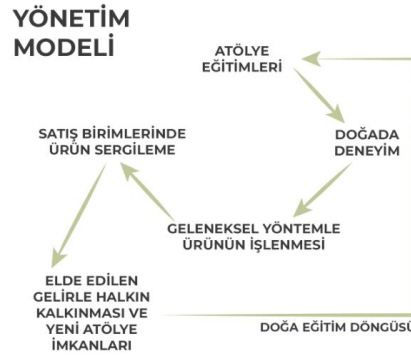 YÖNETİM
MODELİ
ATÖLYE
EĞİTİMLERİ
DOĞADA
DENEYİM
SATIŞ BİRİMLERİNDE
ÜRÜN SERGİLEME
GELENEKSEL YÖNTEMLE
ÜRÜNÜN İŞLENMESİ
ELDE EDİLEN
GELİRLE HALKIN
KALKINMASI VE
YENİ ATÖLYE
İMKANLARI
DOĞA EĞİTİM DÖNGÜSÜ